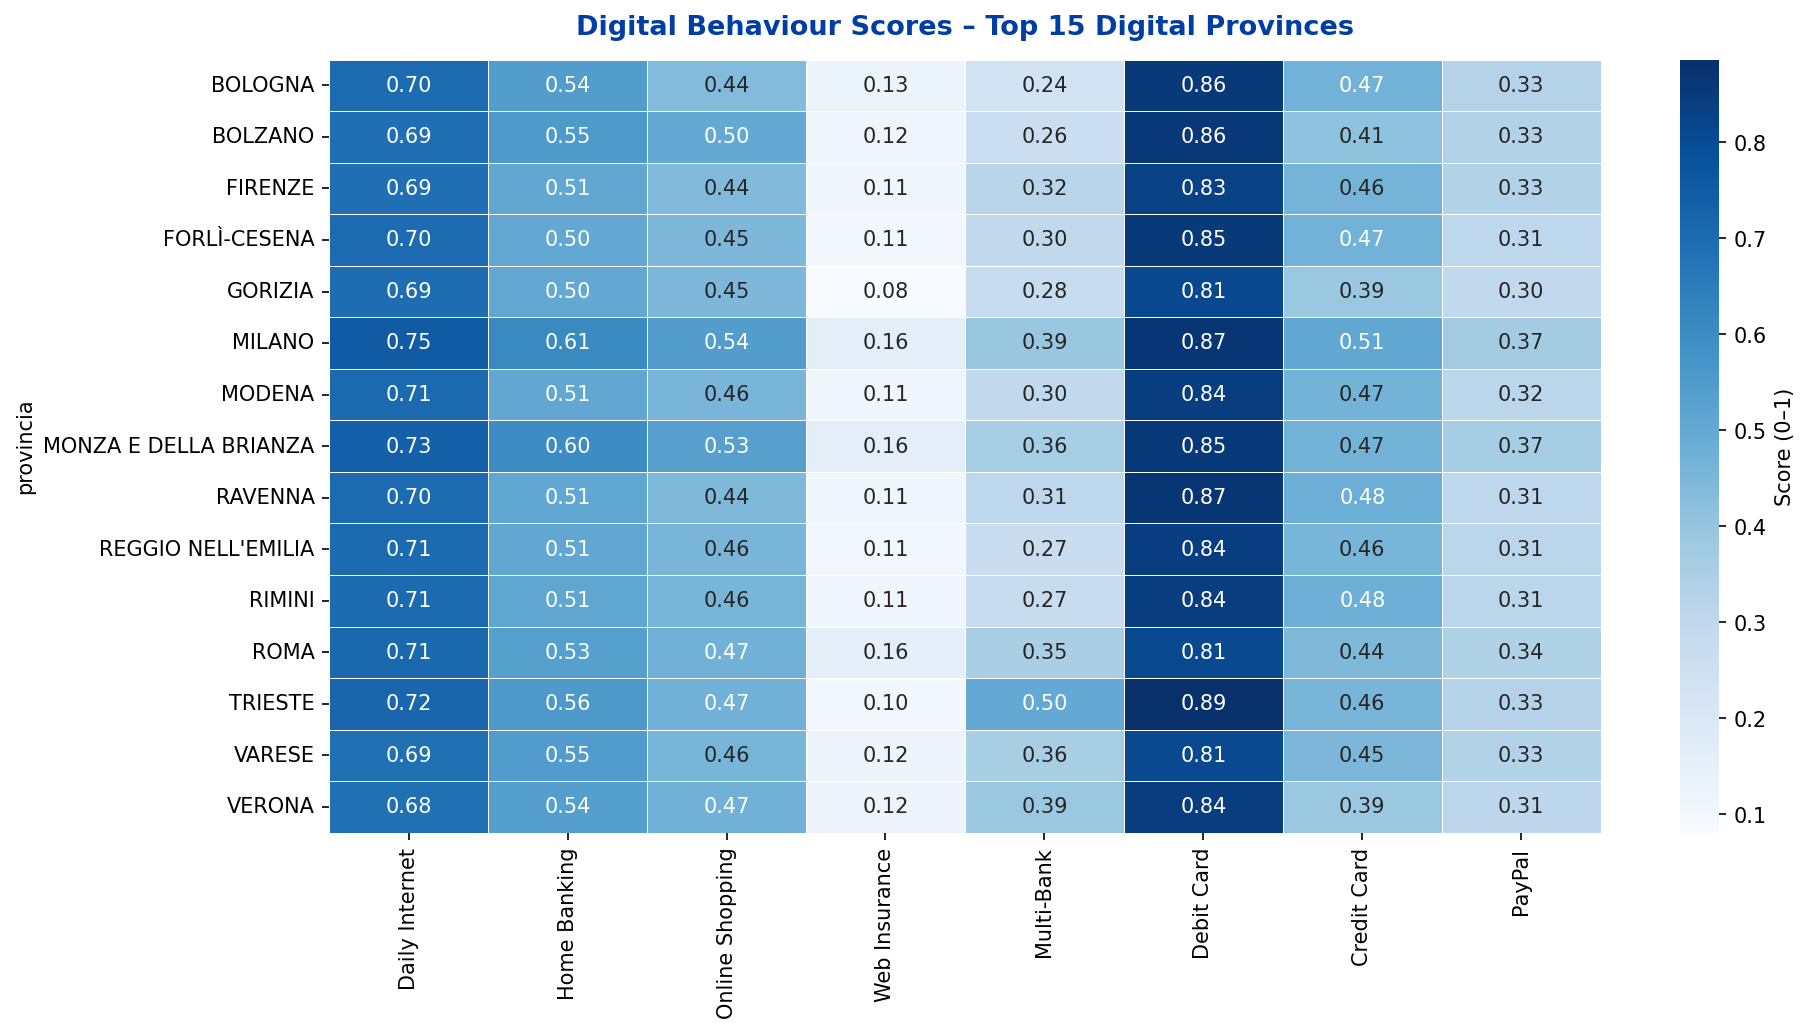 Digital Behaviour Scores – Top 15 Digital Provinces
provincia
BOLOGNA 0.70 0.54 0.44 0.13 0.24 0.86 0.47 0.33
BOLZANO 0.69 0.55 0.50 0.12 0.26 0.86 0.41 0.33
FIRENZE 0.69 0.51 0.44 0.11 0.32 0.83 0.46 0.33
FORLÌ-CESENA 0.70 0.50 0.45 0.11 0.30 0.85 0.47 0.31
GORIZIA 0.69 0.50 0.45 0.08 0.28 0.81 0.39 0.30
MILANO 0.75 0.61 0.54 0.16 0.39 0.87 0.51 0.37
MODENA 0.71 0.51 0.46 0.11 0.30 0.84 0.47 0.32
MONZA E DELLA BRIANZA 0.73 0.60 0.53 0.16 0.36 0.85 0.47 0.37
RAVENNA 0.70 0.51 0.44 0.11 0.31 0.87 0.48 0.31
REGGIO NELL'EMILIA 0.71 0.51 0.46 0.11 0.27 0.84 0.46 0.31
RIMINI 0.71 0.51 0.46 0.11 0.27 0.84 0.48 0.31
ROMA 0.71 0.53 0.47 0.16 0.35 0.81 0.44 0.34
TRIESTE 0.72 0.56 0.47 0.10 0.50 0.89 0.46 0.33
VARESE 0.69 0.55 0.46 0.12 0.36 0.81 0.45 0.33
VERONA 0.68 0.54 0.47 0.12 0.39 0.84 0.39 0.31
Daily Internet
Home Banking
Online Shopping
Web Insurance
Multi-Bank
Debit Card
Credit Card
PayPal
0.8
0.7
0.6
0.5
0.4
0.3
0.2
0.1
Score (0–1)